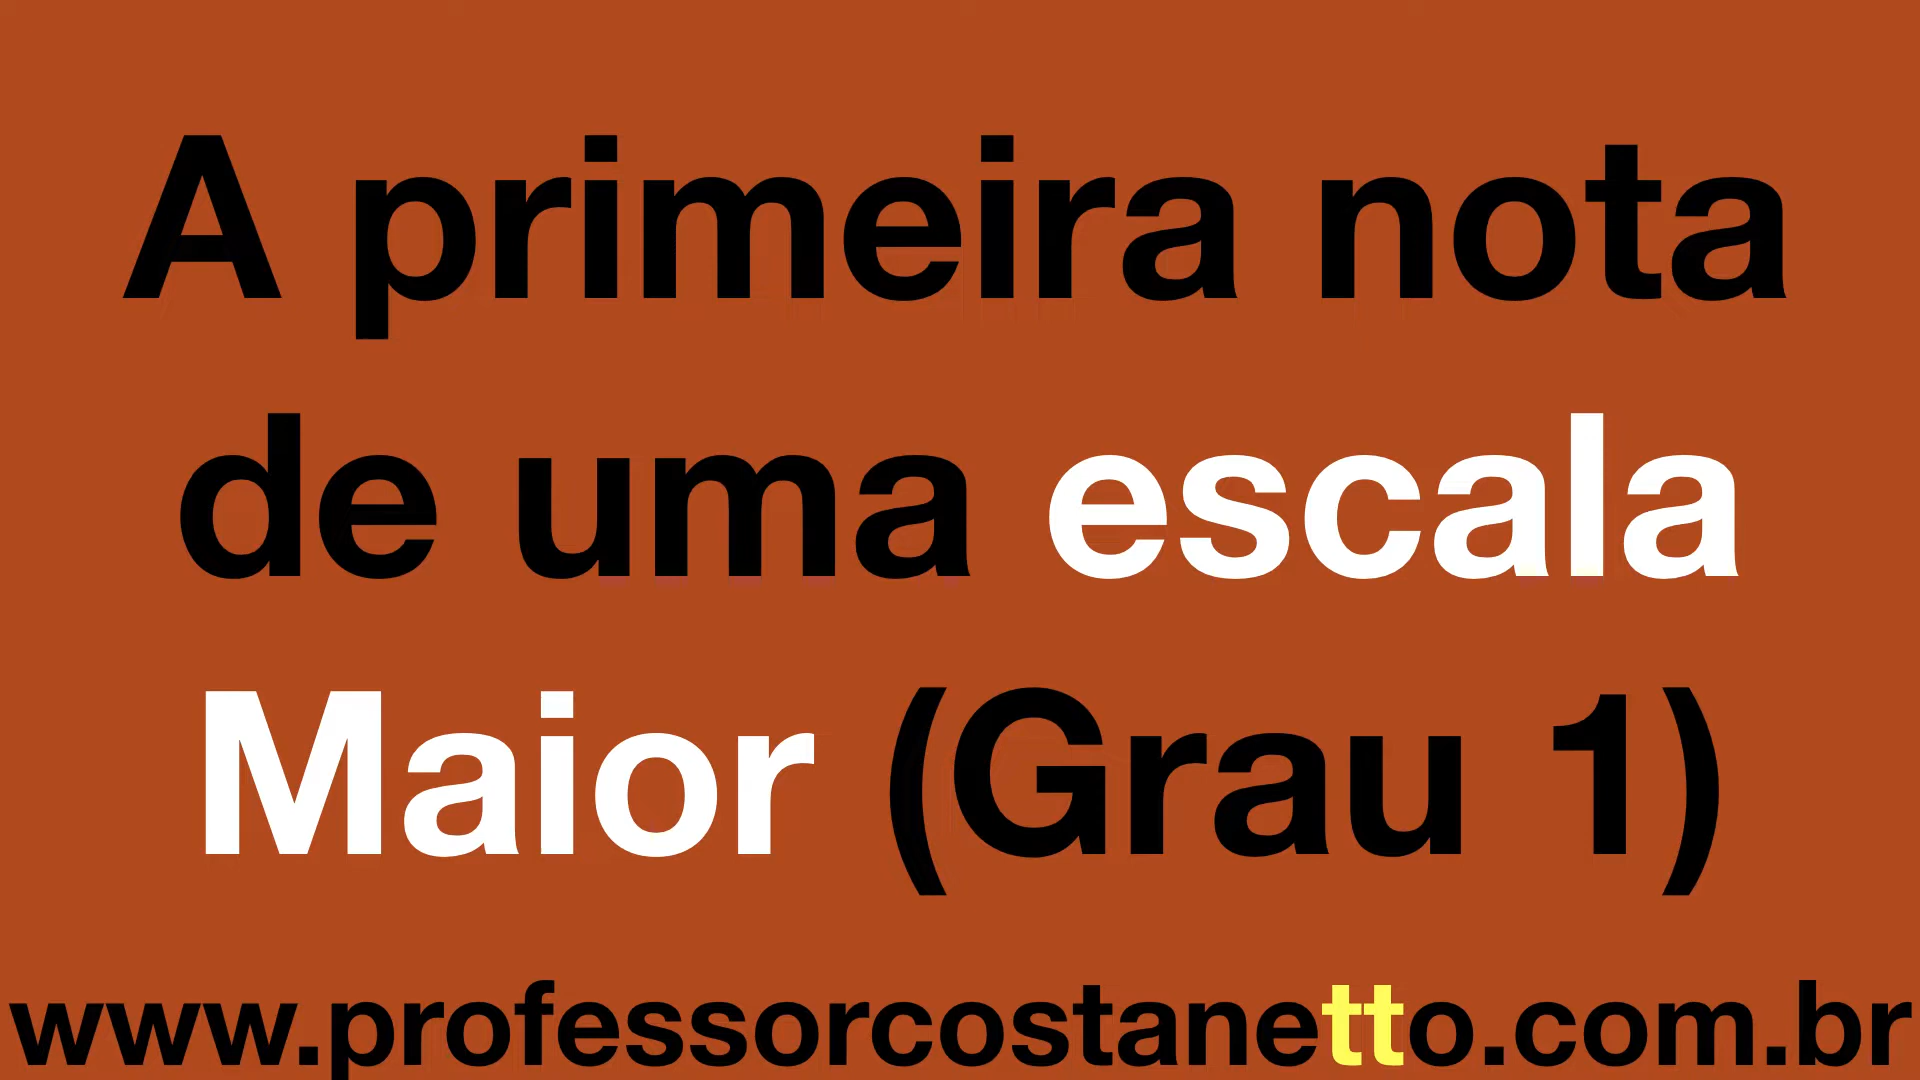 A primeira nota
de uma escala
Maior (Grau 1)
www.professorcostanetto.com.br